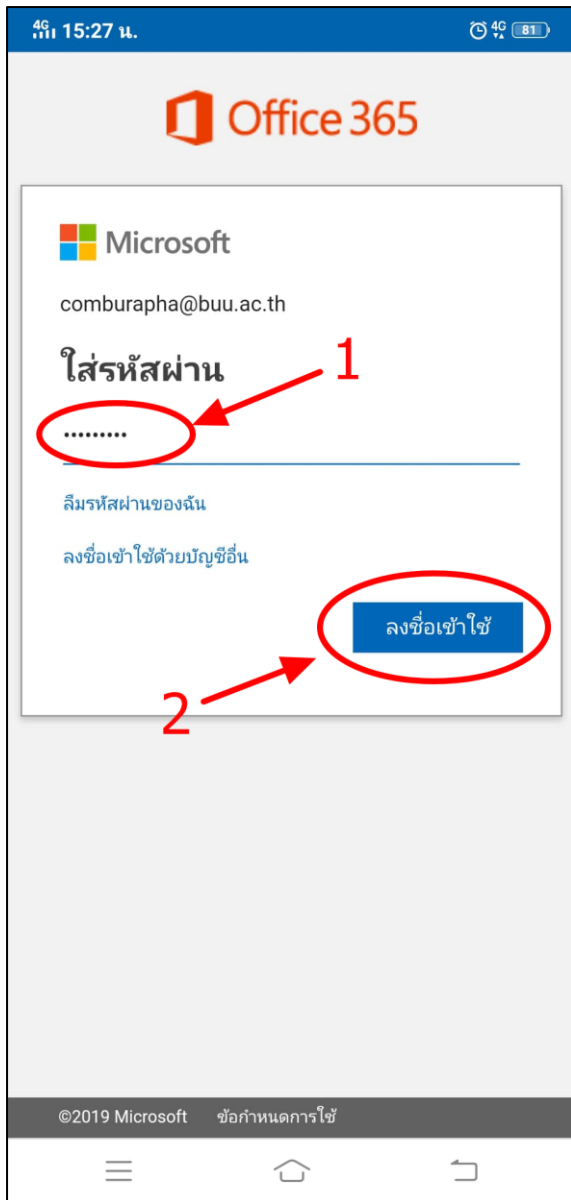 4G 15:27 น. 4G 81
Office 365
Microsoft
comburapha@buu.ac.th
ใส่รหัสผ่าน
1
•••••••••
ลืมรหัสผ่านของฉัน
ลงชื่อเข้าใช้ด้วยบัญชีอื่น
ลงชื่อเข้าใช้
2
©2019 Microsoft ข้อกำหนดการใช้